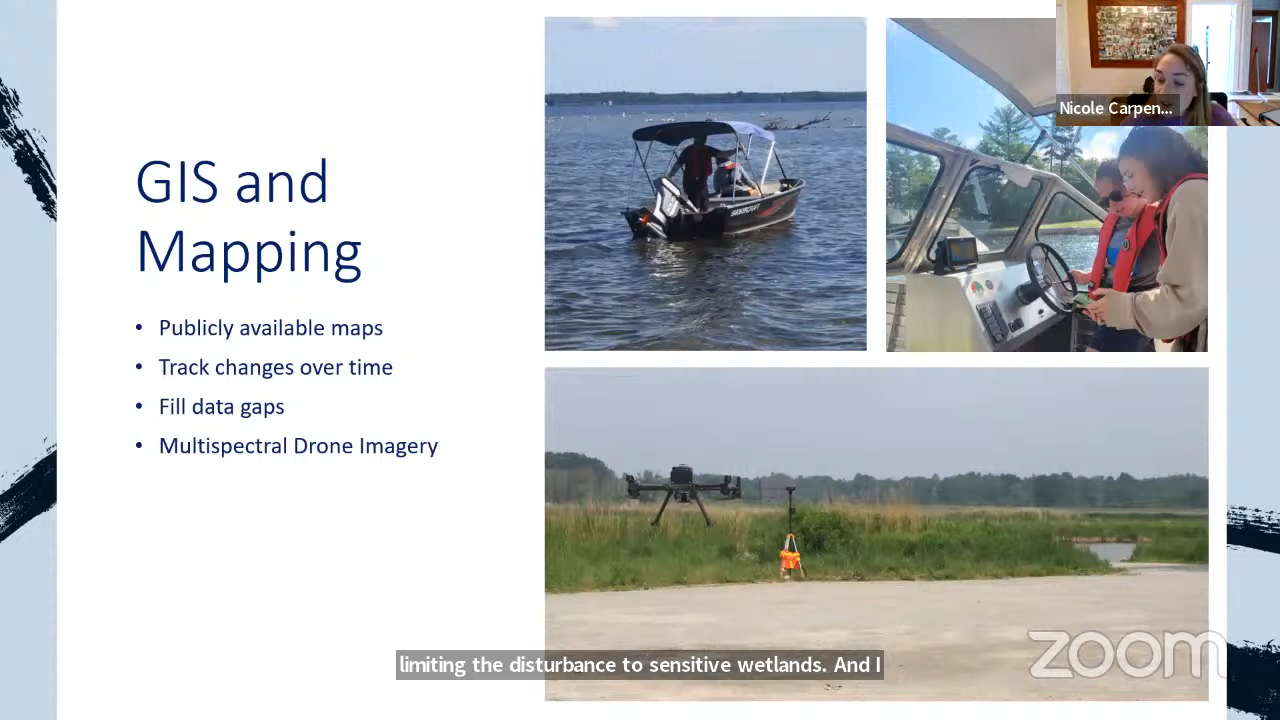 Nicole Carpen...
GIS and
Mapping
• Publicly available maps
• Track changes over time
• Fill data gaps
• Multispectral Drone Imagery
SMOKERCRAFT
limiting the disturbance to sensitive wetlands. And I
zoom